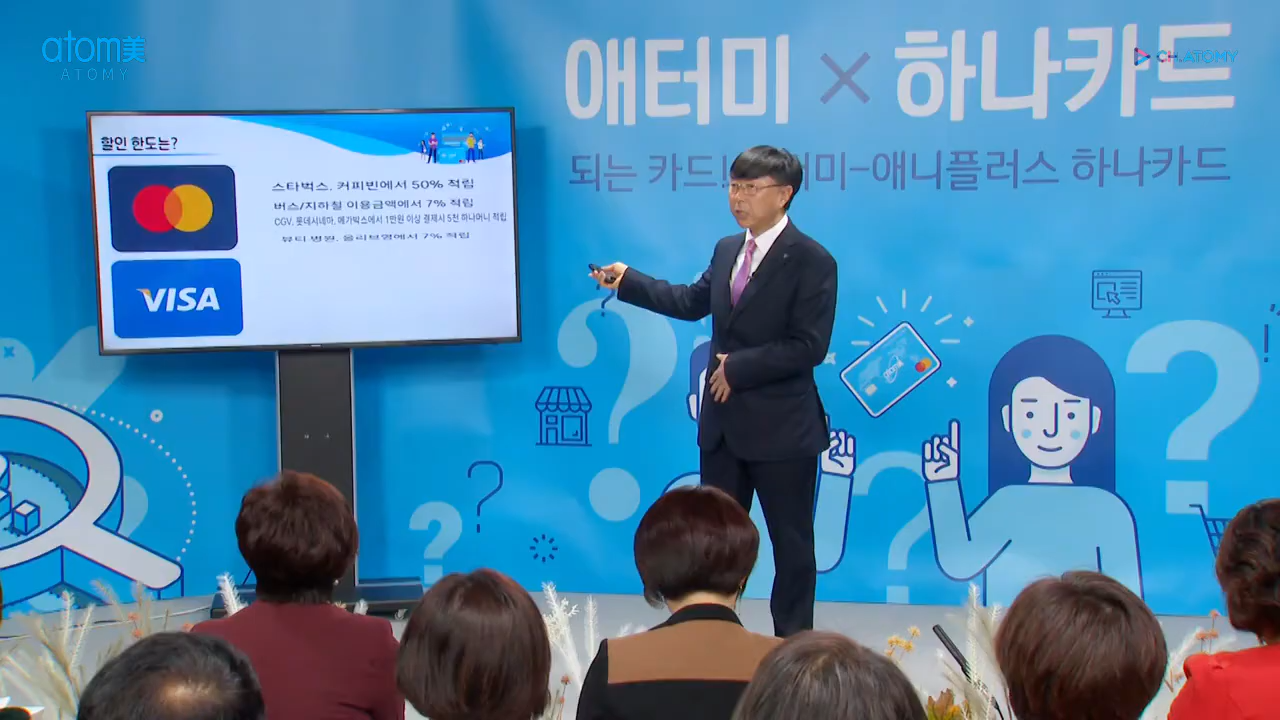 atom美
ATOMY
애터미 × 하나카드
CH.ATOMY
되는 카드! 터미-애니플러스 하나카드
할인 한도는?
스타벅스, 커피빈에서 50% 적립
버스/지하철 이용금액에서 7% 적립
CGV, 롯데시네마, 메가박스에서 1만원 이상 결제시 5천 하나머니 적립
뷰티 병원, 올리브영에서 7% 적립
VISA